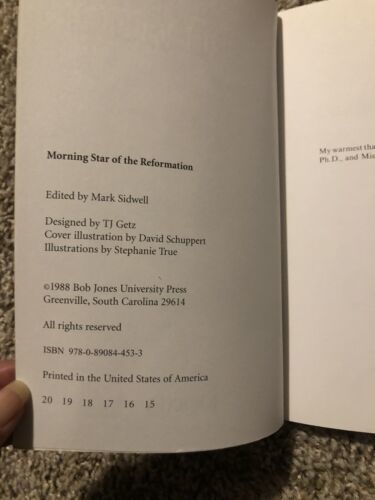 Morning Star of the Reformation
Edited by Mark Sidwell
Designed by TJ Getz
Cover illustration by David Schuppert
Illustrations by Stephanie True
©1988 Bob Jones University Press
Greenville, South Carolina 29614
All rights reserved
ISBN 978-0-89084-453-3
Printed in the United States of America
20 19 18 17 16 15
My warmest tha
Ph.D., and Mis